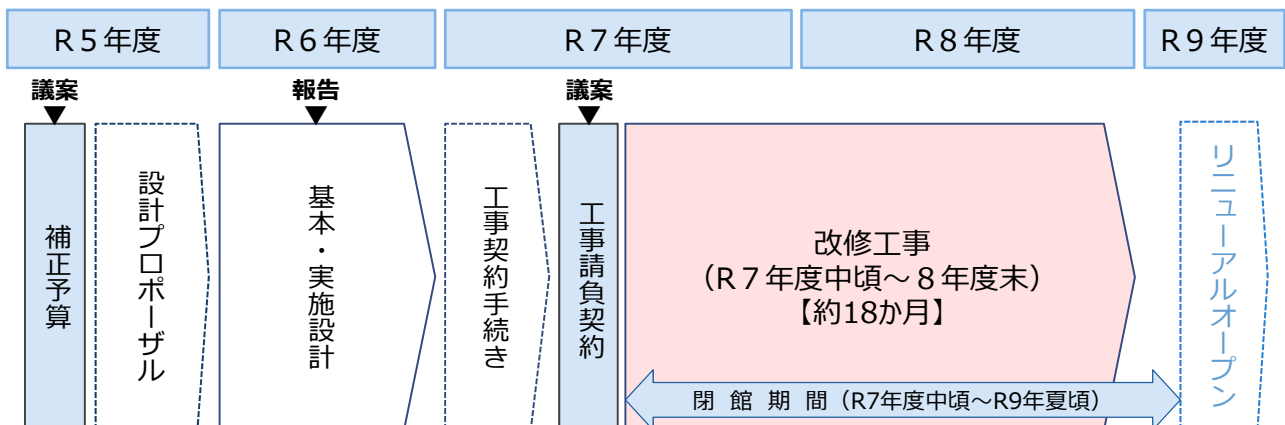 R5年度
R6年度
R7年度
R8年度
R9年度
議案
報告
議案
補正予算
設計プロポーザル
基本・実施設計
工事契約手続き
工事請負契約
改修工事
（R7年度中頃～8年度末）
【約18か月】
リニューアルオープン
閉館期間（R7年度中頃～R9年夏頃）